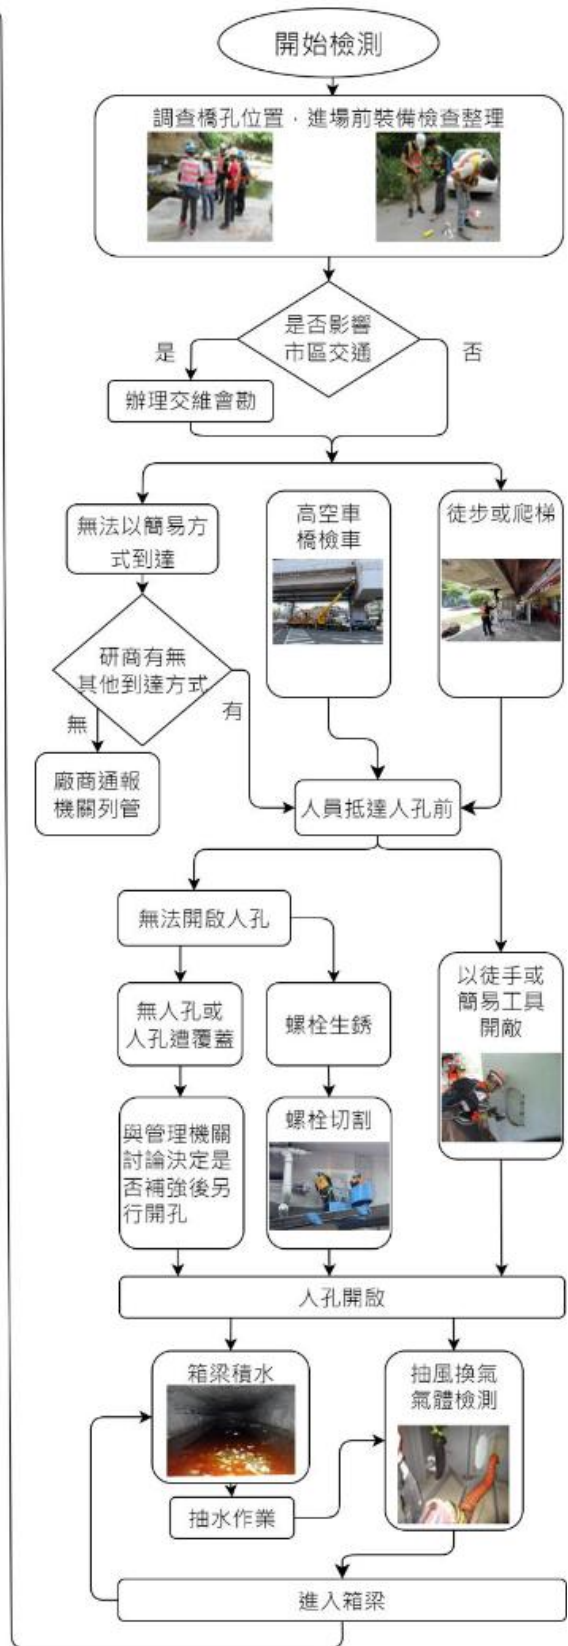 開始檢測
調查橋孔位置，進場前裝備檢查整理
是否影響
市區交通
是
否
辦理交維會勘
無法以簡易方
式到達
高空車
橋檢車
徒步或爬梯
研商有無
其他到達方式
無
有
廠商通報
機關列管
人員抵達人孔前
無法開啟人孔
無人孔或
人孔遭覆蓋
螺栓生銹
以徒手或
簡易工具
開敞
與管理機關
討論決定是
否補強後另
行開孔
螺栓切割
人孔開啟
箱梁積水
抽風換氣
氣體檢測
抽水作業
進入箱梁